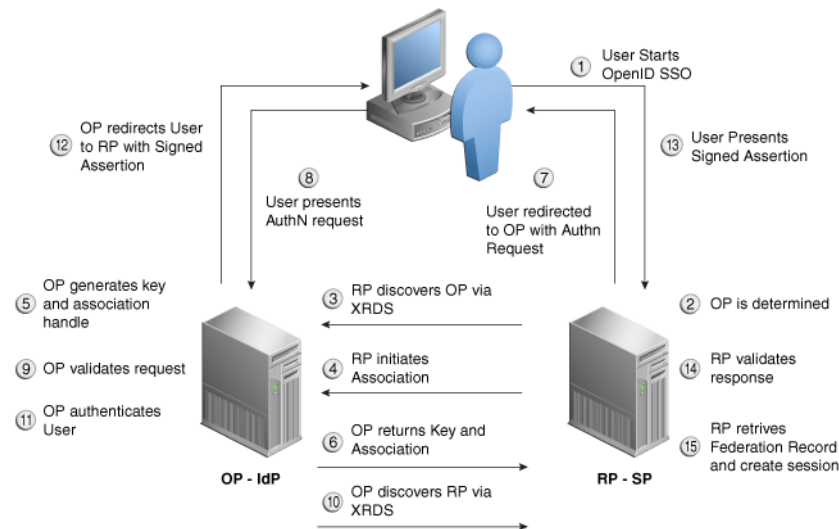 1 User Starts
OpenID SSO
12 OP redirects User
to RP with Signed
Assertion
13 User Presents
Signed Assertion
8
User presents
AuthN request
7
User redirected
to OP with Authn
Request
5 OP generates key
and association
handle
3 RP discovers OP via
XRDS
2 OP is determined
9 OP validates request
4 RP initiates
Association
14 RP validates
response
11 OP authenticates
User
6 OP returns Key and
Association
15 RP retrives
Federation Record
and create session
OP - IdP
RP - SP
10 OP discovers RP via
XRDS